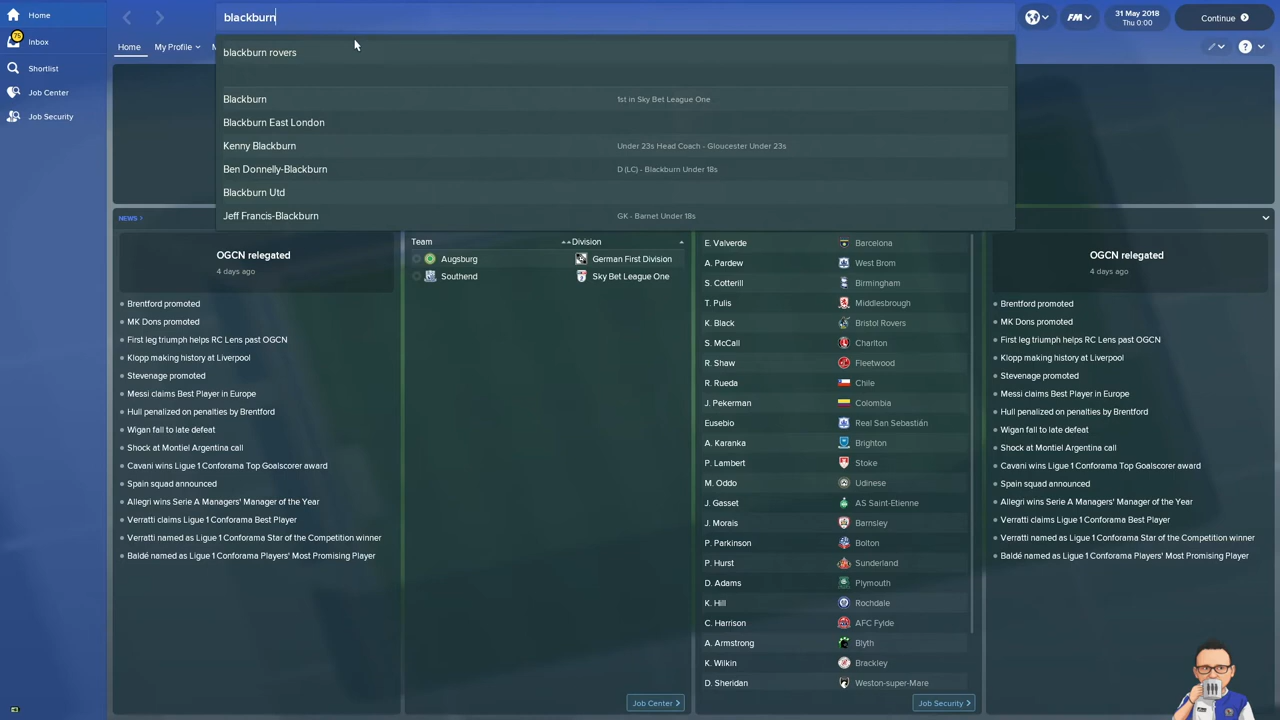 Home
75
Inbox
Shortlist
Job Center
Job Security
blackburn
FM
31 May 2018
Thu 0:00
Continue
Home
My Profile
M
?
blackburn rovers
Blackburn
1st in Sky Bet League One
Blackburn East London
Kenny Blackburn
Under 23s Head Coach - Gloucester Under 23s
Ben Donnelly-Blackburn
D (LC) - Blackburn Under 18s
Blackburn Utd
Jeff Francis-Blackburn
GK - Barnet Under 18s
NEWS >
OGCN relegated
4 days ago
Brentford promoted
MK Dons promoted
First leg triumph helps RC Lens past OGCN
Klopp making history at Liverpool
Stevenage promoted
Messi claims Best Player in Europe
Hull penalized on penalties by Brentford
Wigan fall to late defeat
Shock at Montiel Argentina call
Cavani wins Ligue 1 Conforama Top Goalscorer award
Spain squad announced
Allegri wins Serie A Managers' Manager of the Year
Verratti claims Ligue 1 Conforama Best Player
Verratti named as Ligue 1 Conforama Star of the Competition winner
Baldé named as Ligue 1 Conforama Players' Most Promising Player
Team
Division
Augsburg
German First Division
Southend
Sky Bet League One
Job Center >
E. Valverde
Barcelona
A. Pardew
West Brom
S. Cotterill
Birmingham
T. Pulis
Middlesbrough
K. Black
Bristol Rovers
S. McCall
Charlton
R. Shaw
Fleetwood
R. Rueda
Chile
J. Pekerman
Colombia
Eusebio
Real San Sebastián
A. Karanka
Brighton
P. Lambert
Stoke
M. Oddo
Udinese
J. Gasset
AS Saint-Etienne
J. Morais
Barnsley
P. Parkinson
Bolton
P. Hurst
Sunderland
D. Adams
Plymouth
K. Hill
Rochdale
C. Harrison
AFC Fylde
A. Armstrong
Blyth
K. Wilkin
Brackley
D. Sheridan
Weston-super-Mare
Job Security >
OGCN relegated
4 days ago
Brentford promoted
MK Dons promoted
First leg triumph helps RC Lens past OGCN
Klopp making history at Liverpool
Stevenage promoted
Messi claims Best Player in Europe
Hull penalized on penalties by Brentford
Wigan fall to late defeat
Shock at Montiel Argentina call
Cavani wins Ligue 1 Conforama Top Goalscorer award
Spain squad announced
Allegri wins Serie A Managers' Manager of the Year
Verratti claims Ligue 1 Conforama Best Player
Verratti named as Ligue 1 Conforama Star of the Competition winner
Baldé named as Ligue 1 Conforama Players' Most Promising Player